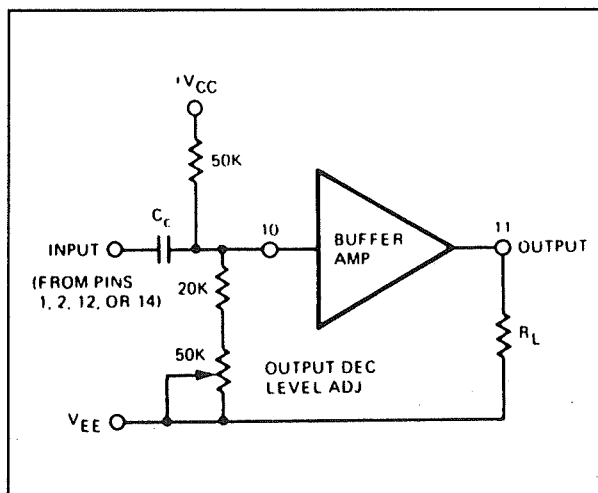 +VCC
50K
CC
10
11
INPUT
BUFFER
AMP
OUTPUT
(FROM PINS
1, 2, 12, OR 14)
20K
RL
50K
OUTPUT DEC
LEVEL ADJ
VEE